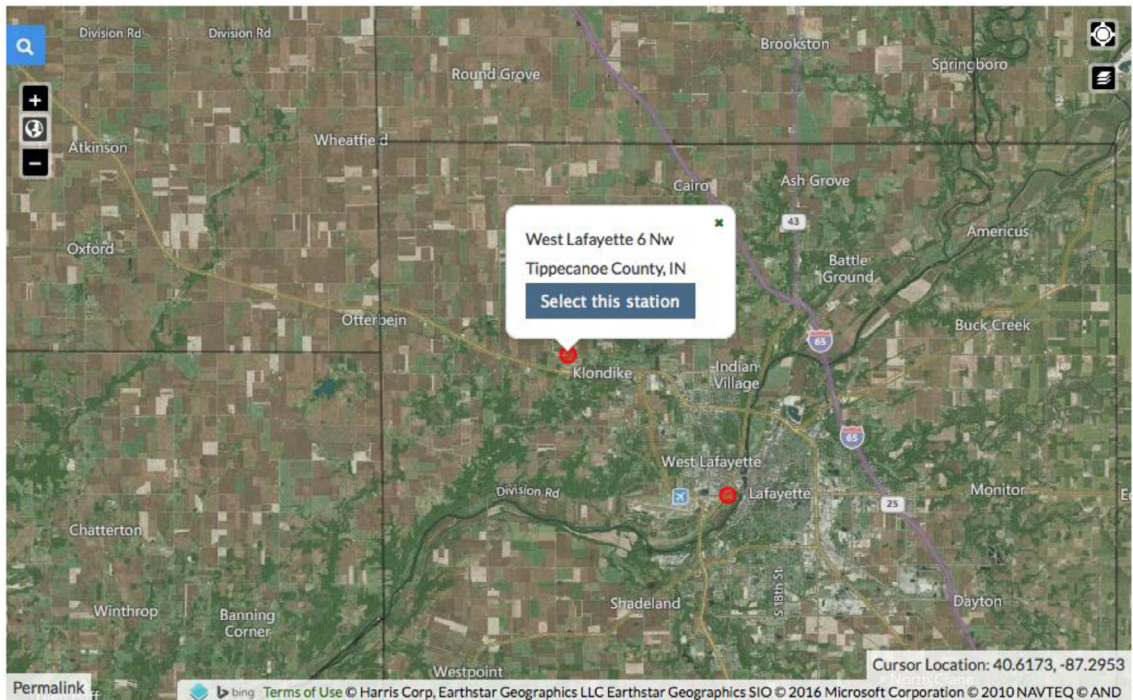 Division Rd
Division Rd
Brookston
Springboro
Round Grove
Wheatfield
Atkinson
Cairo
Ash Grove
43
Americus
West Lafayette 6 Nw
Tippecanoe County, IN
Select this station
Oxford
Battle
Ground
Otterbein
65
Buck Creek
Klondike
Indian
Village
65
West Lafayette
Division Rd
Lafayette
Monitor
25
Chatterton
S 18th St
Winthrop
Banning
Corner
Shadeland
Dayton
Westpoint
Cursor Location: 40.6173, -87.2953
Permalink
bing Terms of Use © Harris Corp, Earthstar Geographics LLC Earthstar Geographics SIO © 2016 Microsoft Corporation © 2010 NAVTEQ © AND